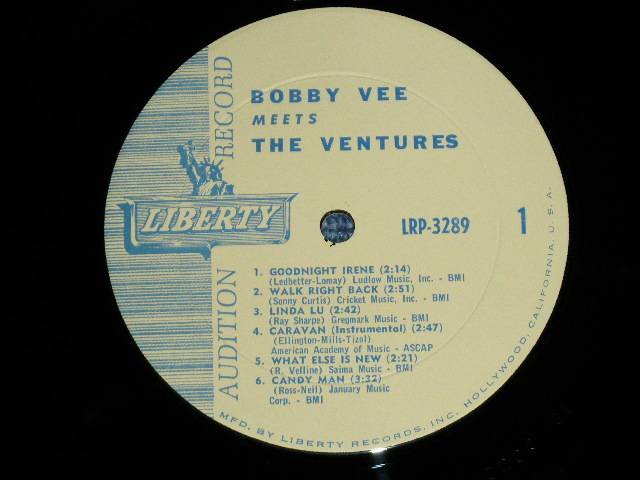 BOBBY VEE
MEETS
THE VENTURES
AUDITION RECORD
LIBERTY
LRP-3289
1
1. GOODNIGHT IRENE (2:14)
(Ledhetter-Lomay) Ludlow Music, Inc. - BMI
2. WALK RIGHT BACK (2:51)
(Sonny Curtis) Cricket Music, Inc. - BMI
3. LINDA LU (2:42)
(Ray Sharpe) Gregmark Music - BMI
4. CARAVAN (Instrumental) (2:47)
(Ellington-Mills-Tizol)
American Academy of Music - ASCAP
5. WHAT ELSE IS NEW (2:21)
(R. Velline) Saima Music - BMI
6. CANDY MAN (3:32)
(Ross-Neil) January Music
Corp. - BMI
MFD. BY LIBERTY RECORDS, INC. HOLLYWOOD, CALIFORNIA, U. S. A.